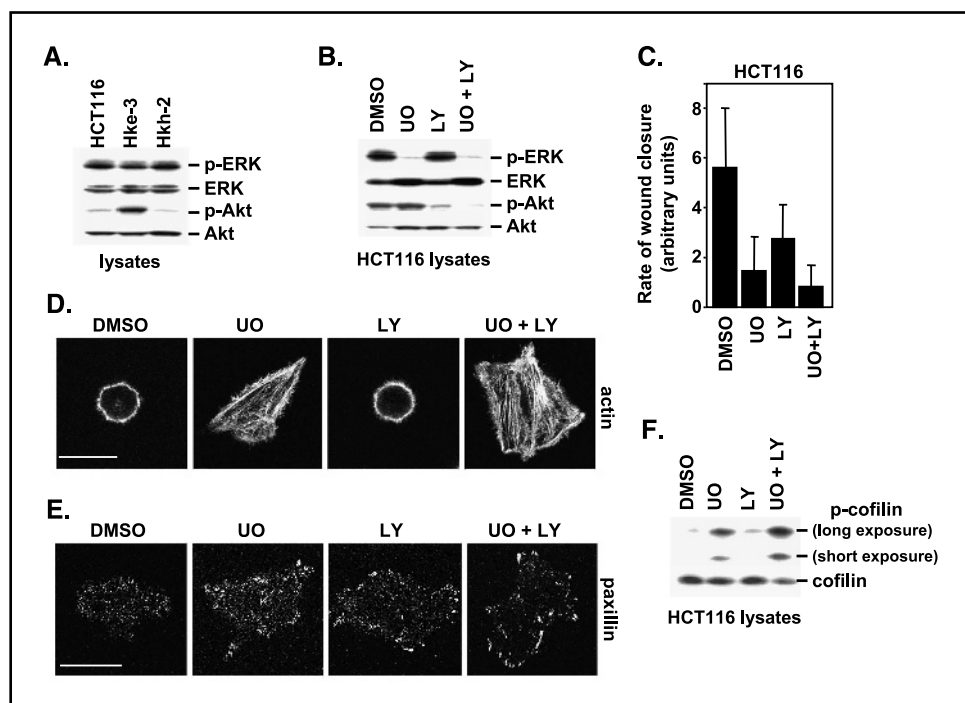 A.
HCT116
Hke-3
Hkh-2
p-ERK
ERK
p-Akt
Akt
lysates
B.
DMSO
UO
LY
UO + LY
p-ERK
ERK
p-Akt
Akt
HCT116 lysates
C.
HCT116
Rate of wound closure
(arbitrary units)
8
6
4
2
0
DMSO
UO
LY
UO+LY
D.
DMSO
UO
LY
UO + LY
actin
E.
DMSO
UO
LY
UO + LY
paxillin
F.
DMSO
UO
LY
UO + LY
p-cofilin
(long exposure)
(short exposure)
cofilin
HCT116 lysates